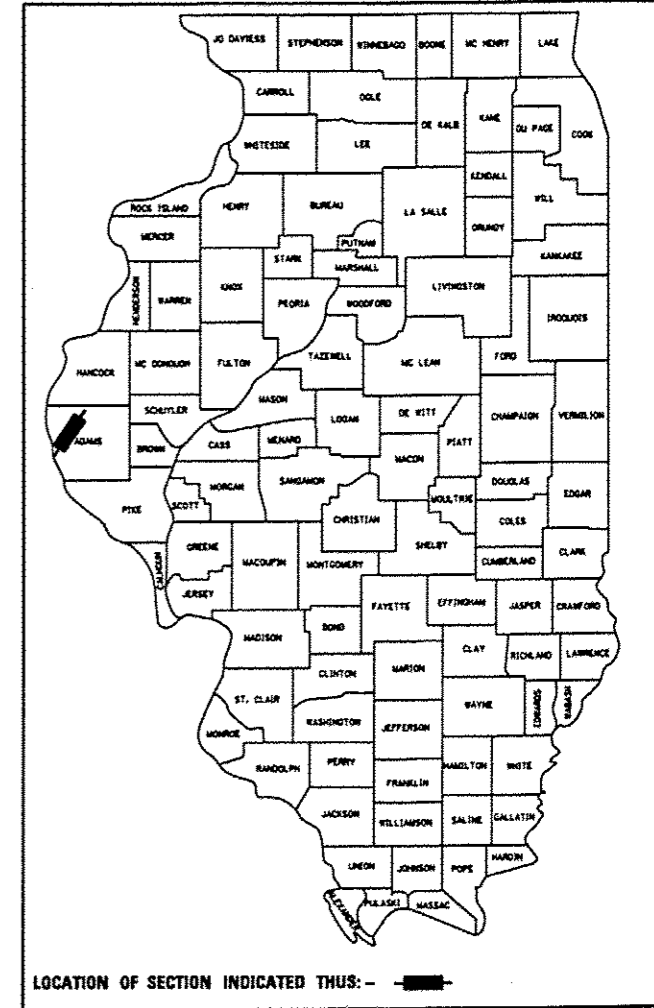 JO DAVIESS STEPHENSON WINNEBAGO BOONE MC HENRY LAKE
CARROLL OGLE DE KALB KANE DU PAGE COOK
WHITESIDE LEE
KENDALL WILL
ROCK ISLAND HENRY BUREAU LA SALLE GRUNDY
MERCER PUTNAM KANKAKEE
STARK MARSHALL
HENDERSON WARREN KNOX PEORIA WOODFORD LIVINGSTON IROQUOIS
HANCOCK MC DONOUGH FULTON TAZEWELL MC LEAN FORD
MASON
SCHUYLER LOGAN DE WITT CHAMPAIGN VERMILION
ADAMS BROWN CASS MENARD MACON PIATT
MORGAN SANGAMON DOUGLAS EDGAR
PIKE SCOTT CHRISTIAN MOULTRIE COLES
GREENE MACOUPIN MONTGOMERY SHELBY CUMBERLAND CLARK
CALHOUN JERSEY FAYETTE EFFINGHAM JASPER CRAWFORD
MADISON BOND CLAY RICHLAND LAWRENCE
CLINTON MARION
ST. CLAIR WAYNE EDWARDS WABASH
MONROE WASHINGTON JEFFERSON
RANDOLPH PERRY HAMILTON WHITE
FRANKLIN
JACKSON WILLIAMSON SALINE GALLATIN
UNION JOHNSON POPE HARDIN
ALEXANDER PULASKI MASSAC
LOCATION OF SECTION INDICATED THUS: -